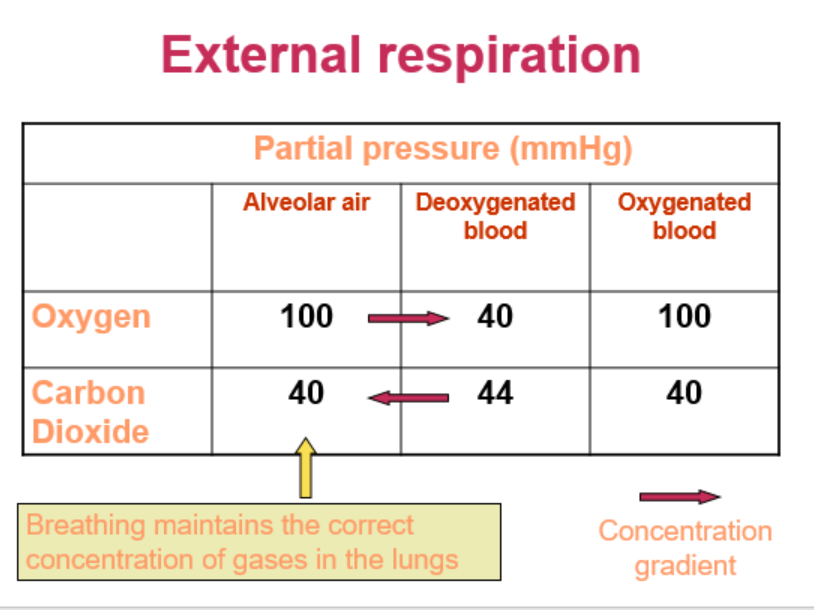 External respiration
Partial pressure (mmHg)
Alveolar air Deoxygenated blood Oxygenated blood
Oxygen 100 40 100
Carbon Dioxide 40 44 40
Breathing maintains the correct
concentration of gases in the lungs
Concentration
gradient